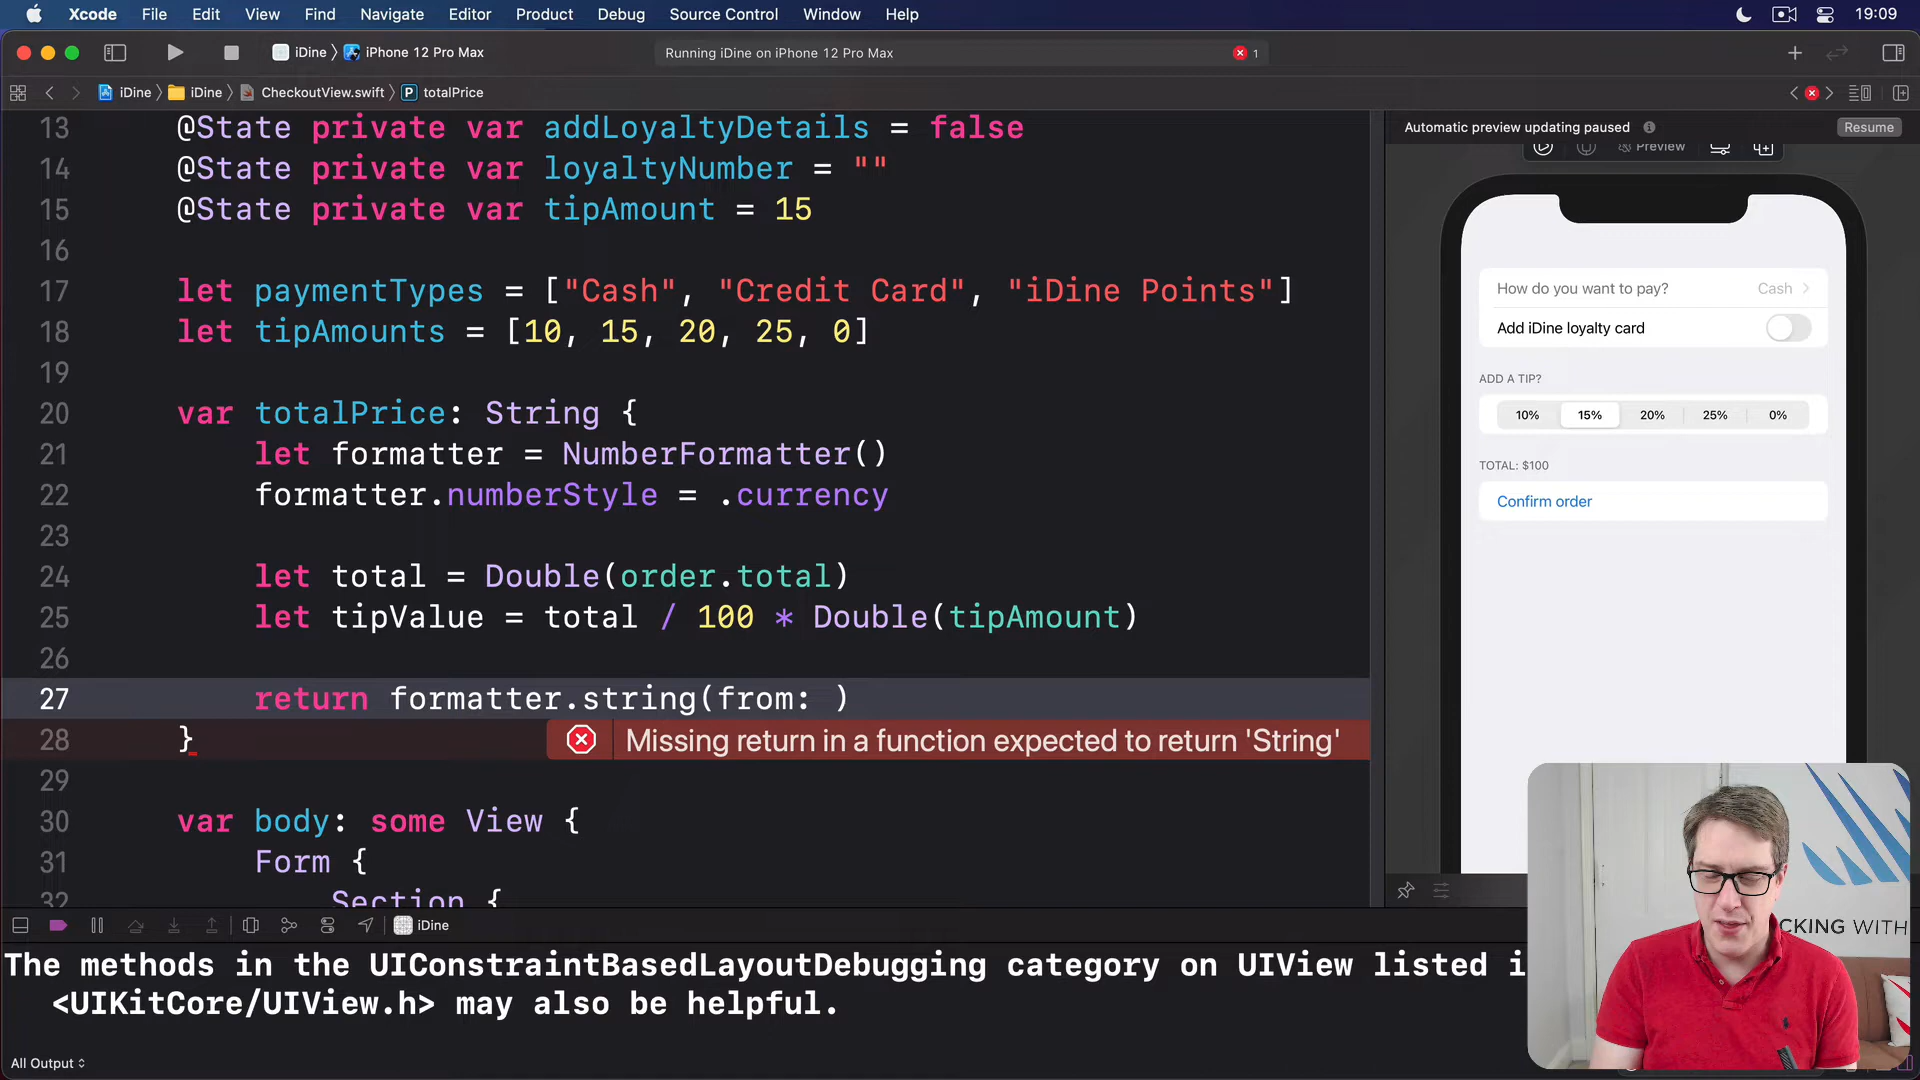 Xcode File Edit View Find Navigate Editor Product Debug Source Control Window Help 19:09
iDine iPhone 12 Pro Max Running iDine on iPhone 12 Pro Max 1
iDine iDine CheckoutView.swift totalPrice
Automatic preview updating paused Resume
Preview
13 @State private var addLoyaltyDetails = false
14 @State private var loyaltyNumber = ""
15 @State private var tipAmount = 15
16
17 let paymentTypes = ["Cash", "Credit Card", "iDine Points"]
18 let tipAmounts = [10, 15, 20, 25, 0]
19
20 var totalPrice: String {
21 let formatter = NumberFormatter()
22 formatter.numberStyle = .currency
23
24 let total = Double(order.total)
25 let tipValue = total / 100 * Double(tipAmount)
26
27 return formatter.string(from: )
28 } Missing return in a function expected to return 'String'
29
30 var body: some View {
31 Form {
32 Section {
How do you want to pay? Cash
Add iDine loyalty card
ADD A TIP?
10% 15% 20% 25% 0%
TOTAL: $100
Confirm order
iDine
The methods in the UIConstraintBasedLayoutDebugging category on UIView listed i
<UIKitCore/UIView.h> may also be helpful.
All Output
CKING WITH